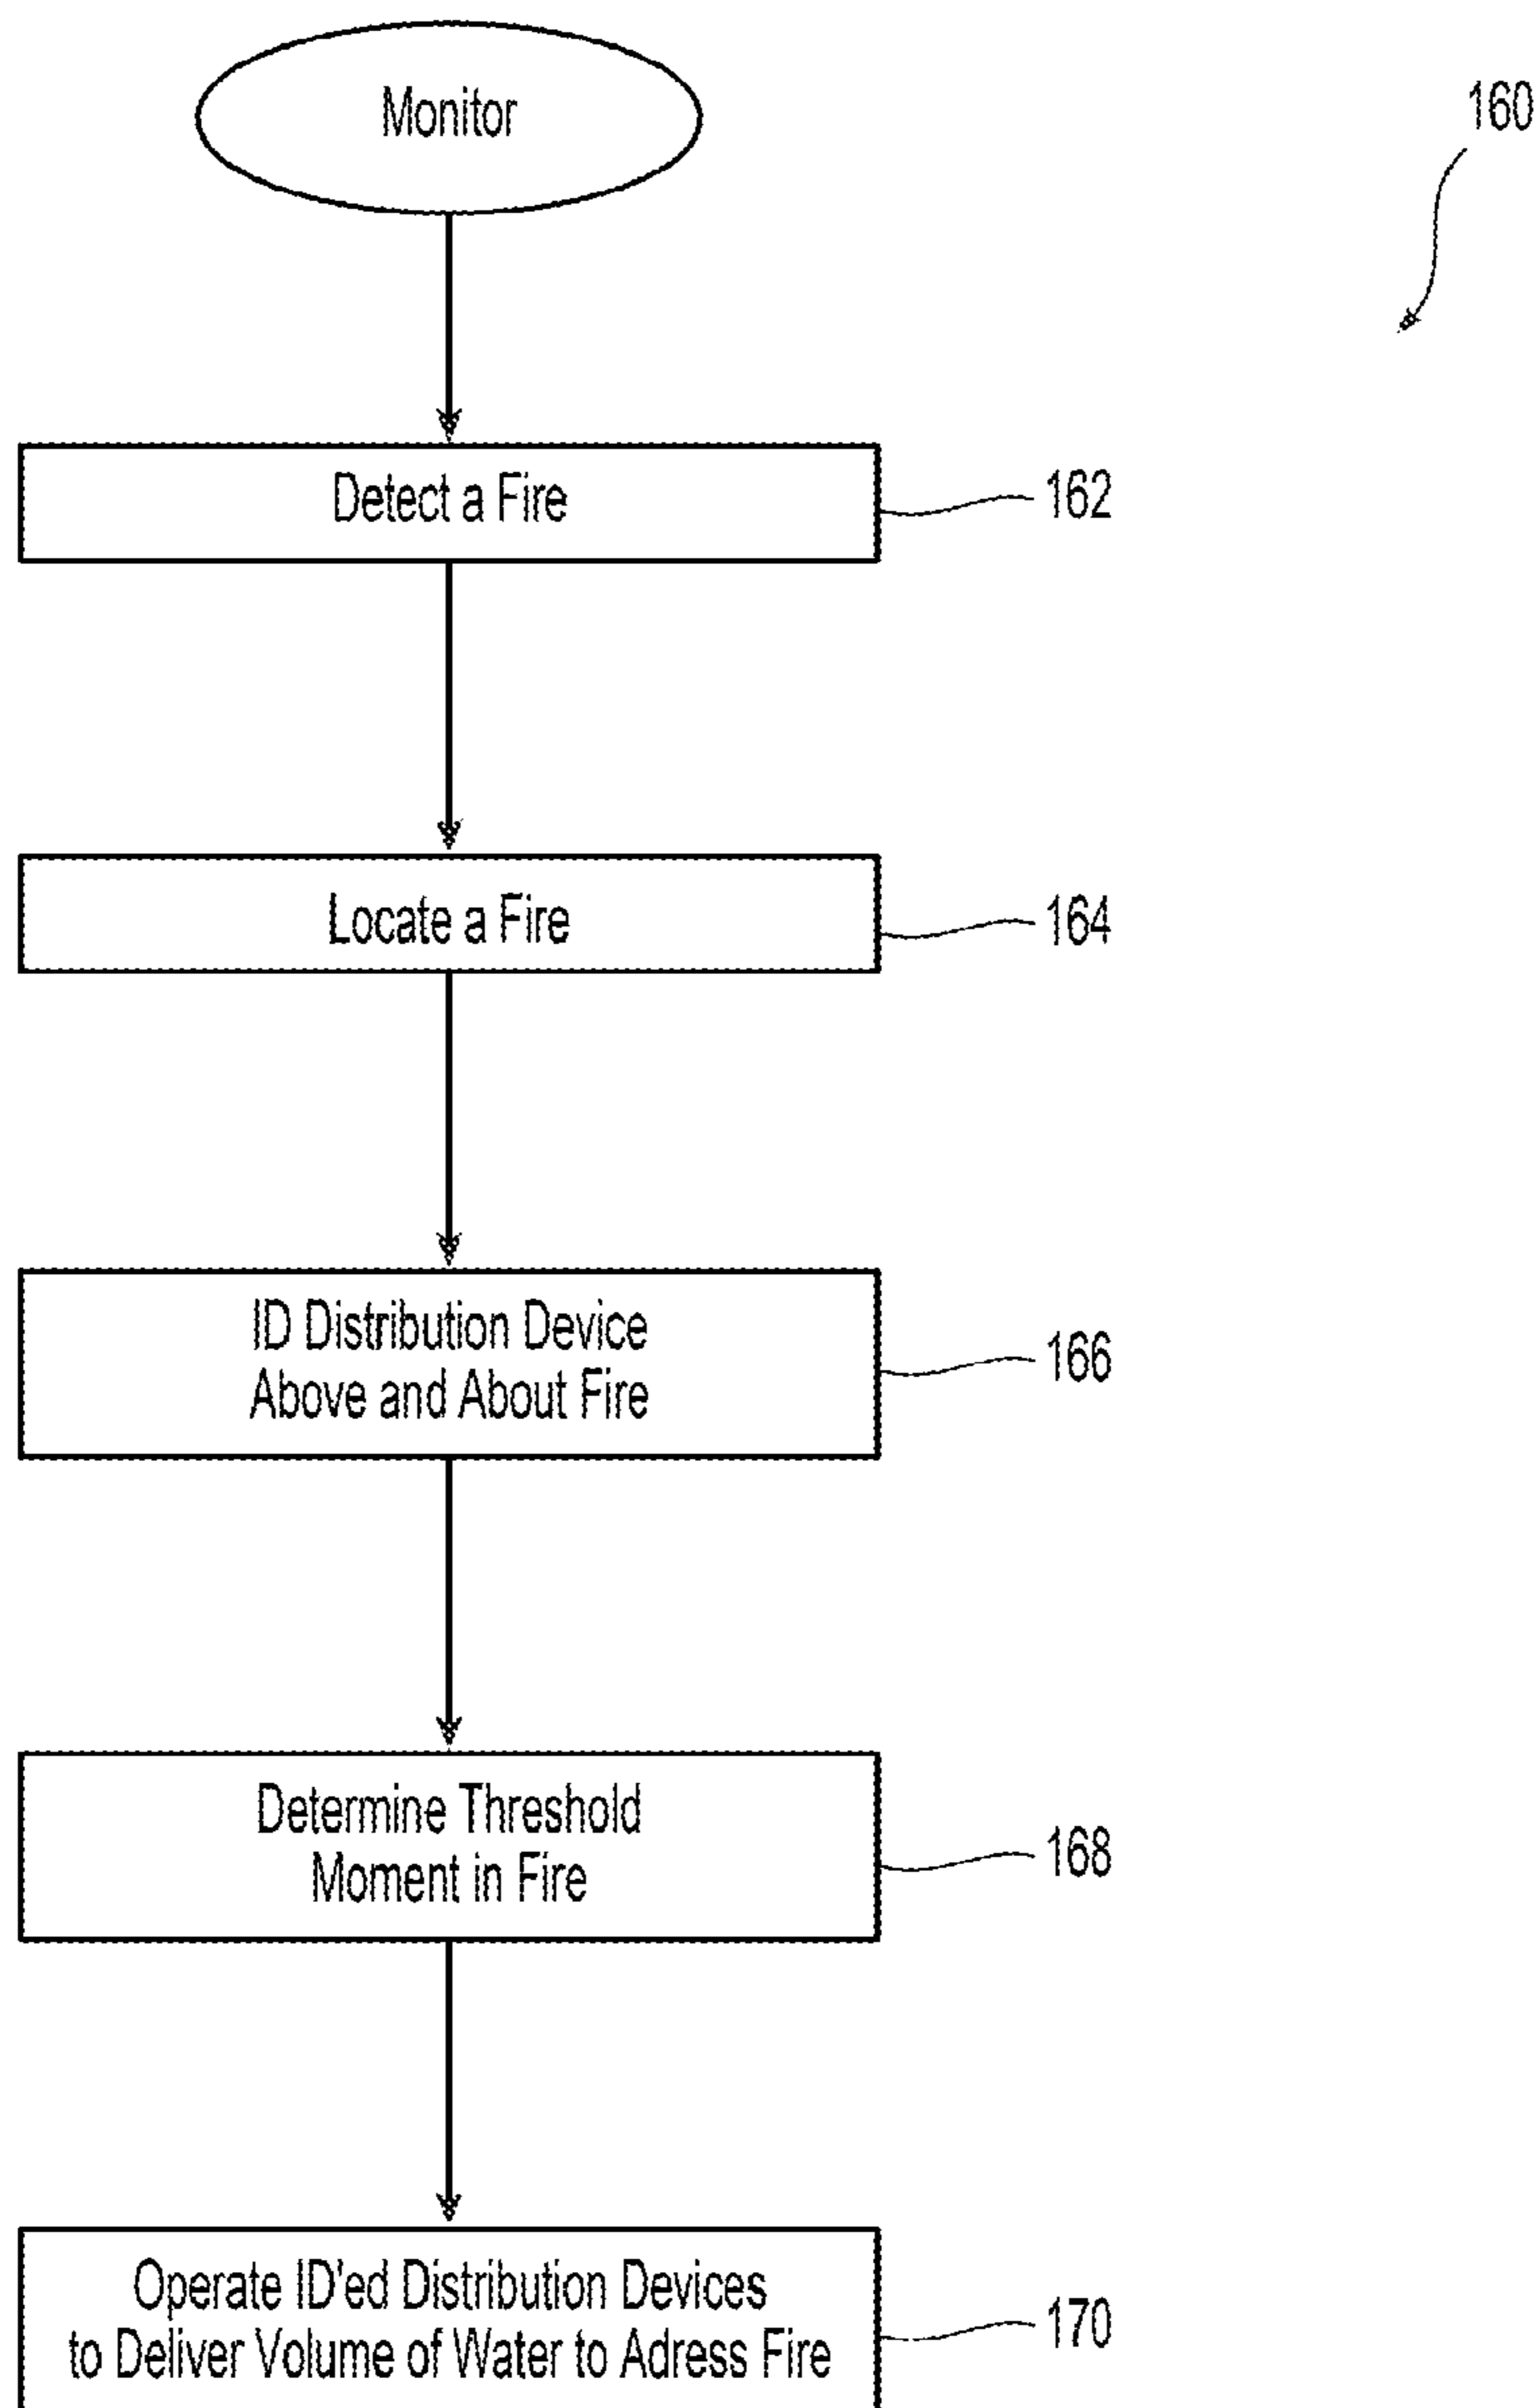 Monitor
160
Detect a Fire
162
Locate a Fire
164
ID Distribution Device
Above and About Fire
166
Determine Threshold
Moment in Fire
168
Operate ID'ed Distribution Devices
to Deliver Volume of Water to Adress Fire
170